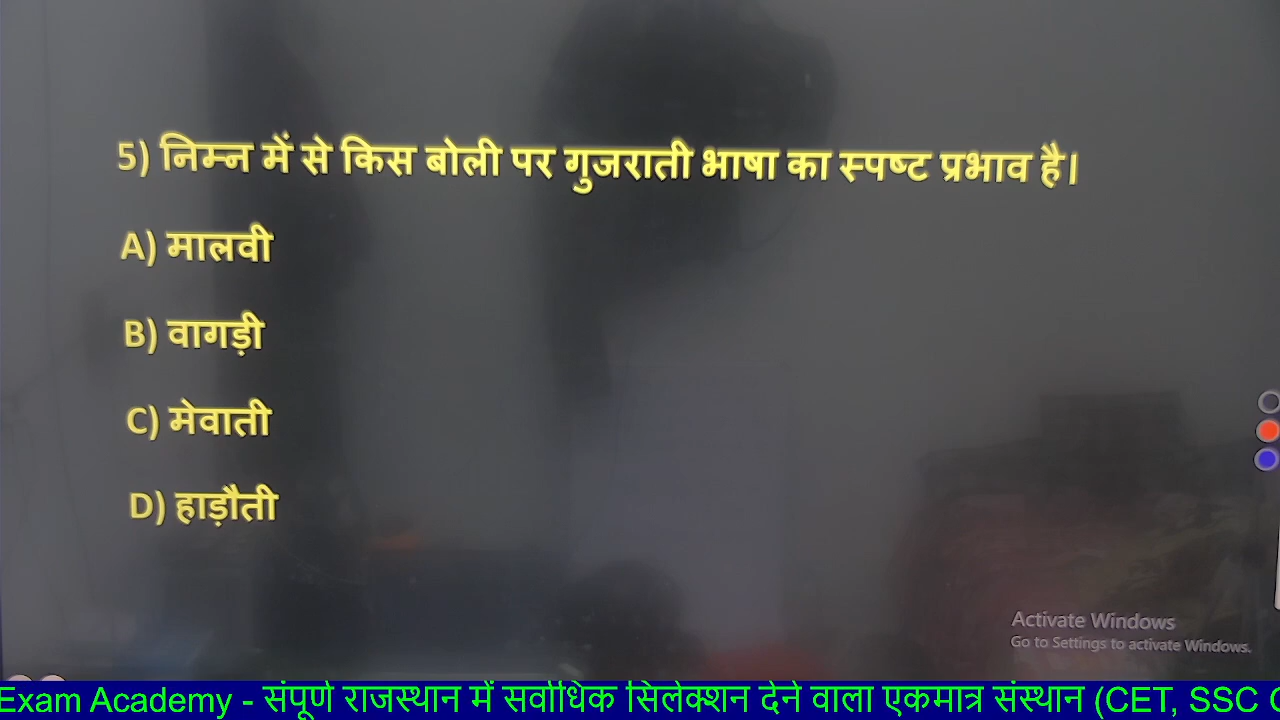 5) निम्न में से किस बोली पर गुजराती भाषा का स्पष्ट प्रभाव है।
A) मालवी
B) वागड़ी
C) मेवाती
D) हाड़ौती
Activate Windows
Go to Settings to activate Windows.
Exam Academy - संपूर्ण राजस्थान में सर्वाधिक सिलेक्शन देने वाला एकमात्र संस्थान (CET, SSC